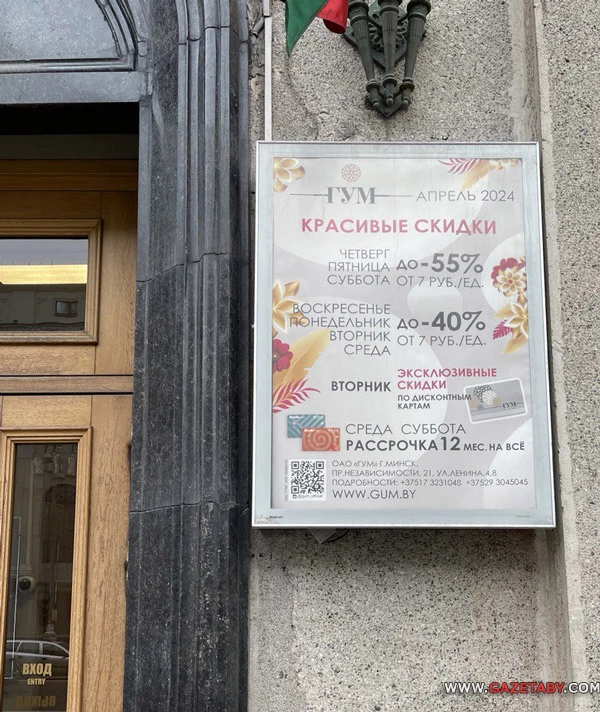 ГУМ АПРЕЛЬ 2024
КРАСИВЫЕ СКИДКИ
ЧЕТВЕРГ
ПЯТНИЦА
СУББОТА
ДО -55%
ОТ 7 РУБ./ЕД.
ВОСКРЕСЕНЬЕ
ПОНЕДЕЛЬНИК
ВТОРНИК
СРЕДА
ДО -40%
ОТ 7 РУБ./ЕД.
ВТОРНИК
ЭКСКЛЮЗИВНЫЕ
СКИДКИ
ПО ДИСКОНТНЫМ
КАРТАМ
ГУМ
СРЕДА СУББОТА
РАССРОЧКА 12 МЕС. НА ВСЁ
ОАО «ГУМ» Г.МИНСК.
ПР.НЕЗАВИСИМОСТИ, 21, УЛ.ЛЕНИНА,4,8
ПОДРОБНОСТИ: +37517 3231048 +37529 3045045
WWW.GUM.BY
ВХОД
ENTRY
WWW.GAZETABY.COM